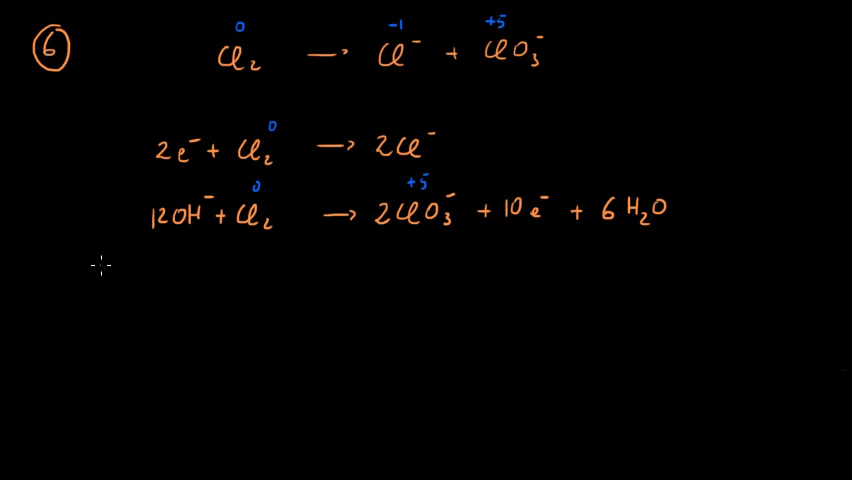 ⑥ Cl₂ → Cl⁻ + ClO₃⁻
0 -1 +5
2e⁻ + Cl₂ → 2Cl⁻
0
12OH⁻ + Cl₂ → 2ClO₃⁻ + 10e⁻ + 6H₂O
0 +5